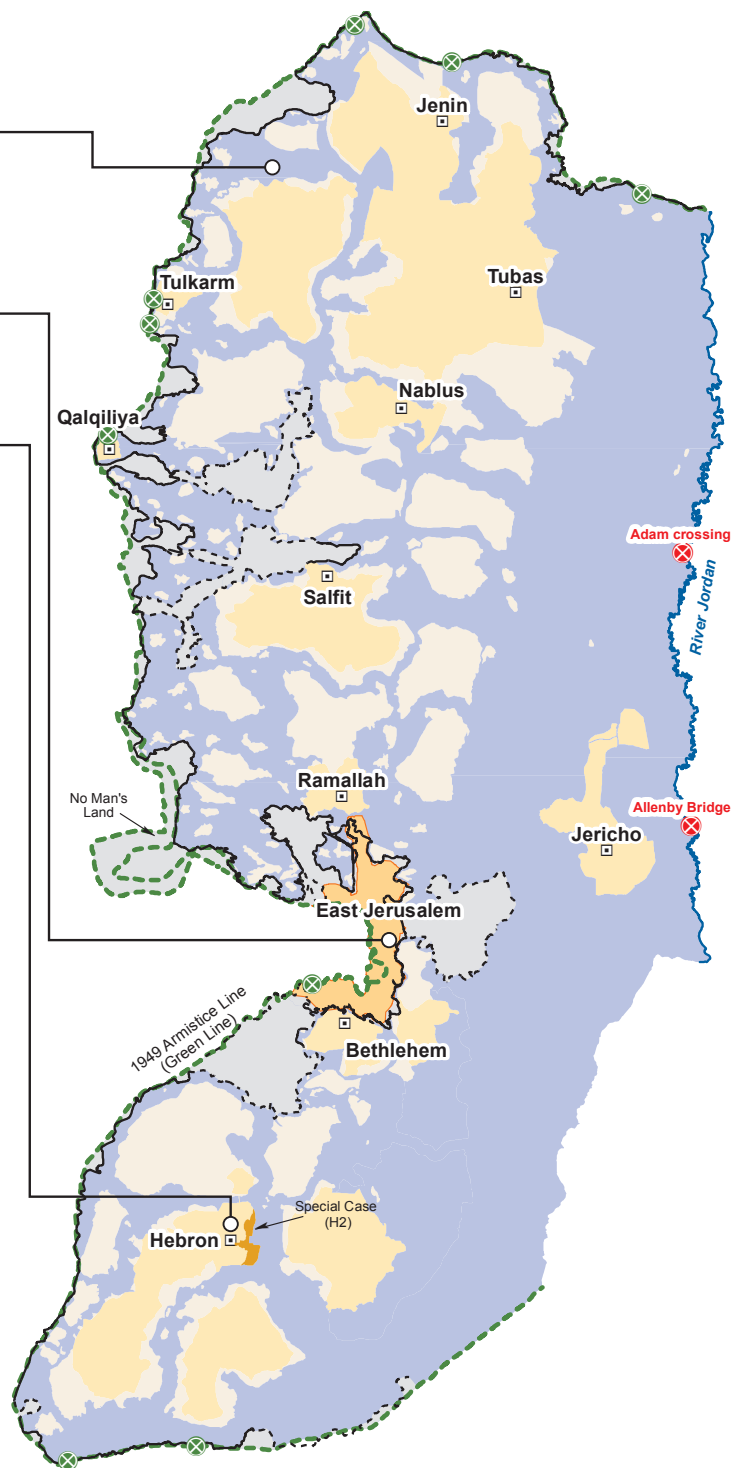 Jenin
Tubas
Tulkarm
Nablus
Qalqiliya
Adam crossing
River Jordan
Salfit
Ramallah
No Man's
Land
Allenby Bridge
Jericho
East Jerusalem
1949 Armistice Line
(Green Line)
Bethlehem
Special Case
(H2)
Hebron